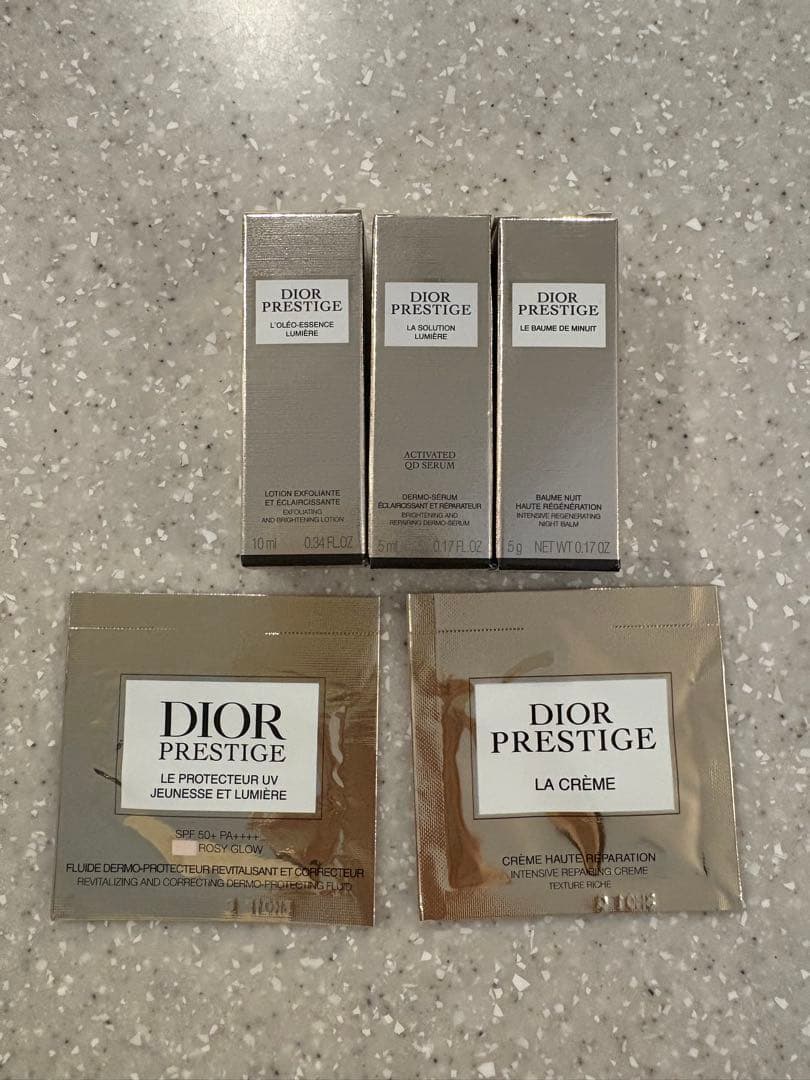 DIOR
PRESTIGE
L'OLÉO-ESSENCE
LUMIÈRE
LOTION EXFOLIANTE
ET ÉCLAIRCISSANTE
EXFOLIATING
AND BRIGHTENING LOTION
10 ml 0.34 FL.OZ
DIOR
PRESTIGE
LA SOLUTION
LUMIÈRE
ACTIVATED
QD SERUM
DERMO-SÉRUM
ÉCLAIRCISSANT ET RÉPARATEUR
BRIGHTENING AND
REPAIRING DERMO-SERUM
5 ml 0.17 FL.OZ
DIOR
PRESTIGE
LE BAUME DE MINUIT
BAUME NUIT
HAUTE RÉGÉNÉRATION
INTENSIVE REGENERATING
NIGHT BALM
5 g NET WT 0.17 OZ
DIOR
PRESTIGE
LE PROTECTEUR UV
JEUNESSE ET LUMIÈRE
SPF 50+ PA++++
ROSY GLOW
FLUIDE DERMO-PROTECTEUR REVITALISANT ET CORRECTEUR
REVITALIZING AND CORRECTING DERMO-PROTECTING FLUID
DIOR
PRESTIGE
LA CRÈME
CRÈME HAUTE RÉPARATION
INTENSIVE REPAIRING CREME
TEXTURE RICHE